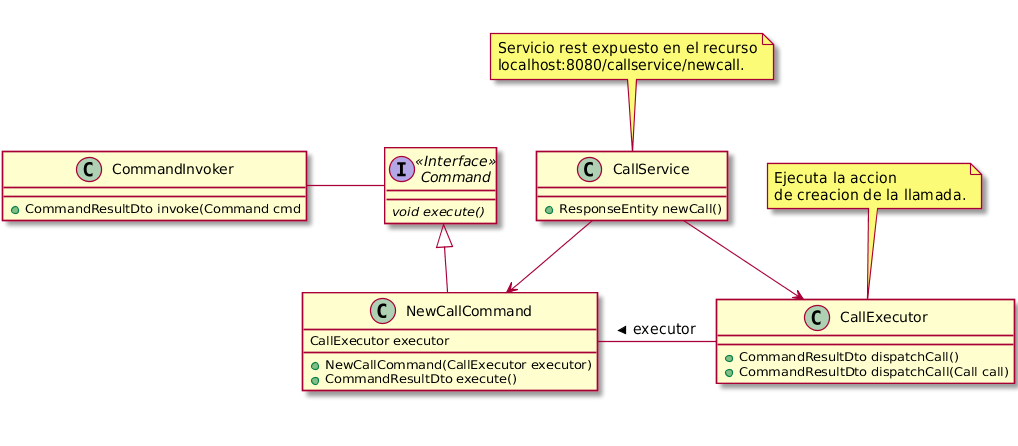 Servicio rest expuesto en el recurso
localhost:8080/callservice/newcall.
C CommandInvoker
CommandResultDto invoke(Command cmd
I «Interface»
Command
void execute()
C CallService
ResponseEntity newCall()
Ejecuta la accion
de creacion de la llamada.
C NewCallCommand
CallExecutor executor
NewCallCommand(CallExecutor executor)
CommandResultDto execute()
◄ executor
C CallExecutor
CommandResultDto dispatchCall()
CommandResultDto dispatchCall(Call call)